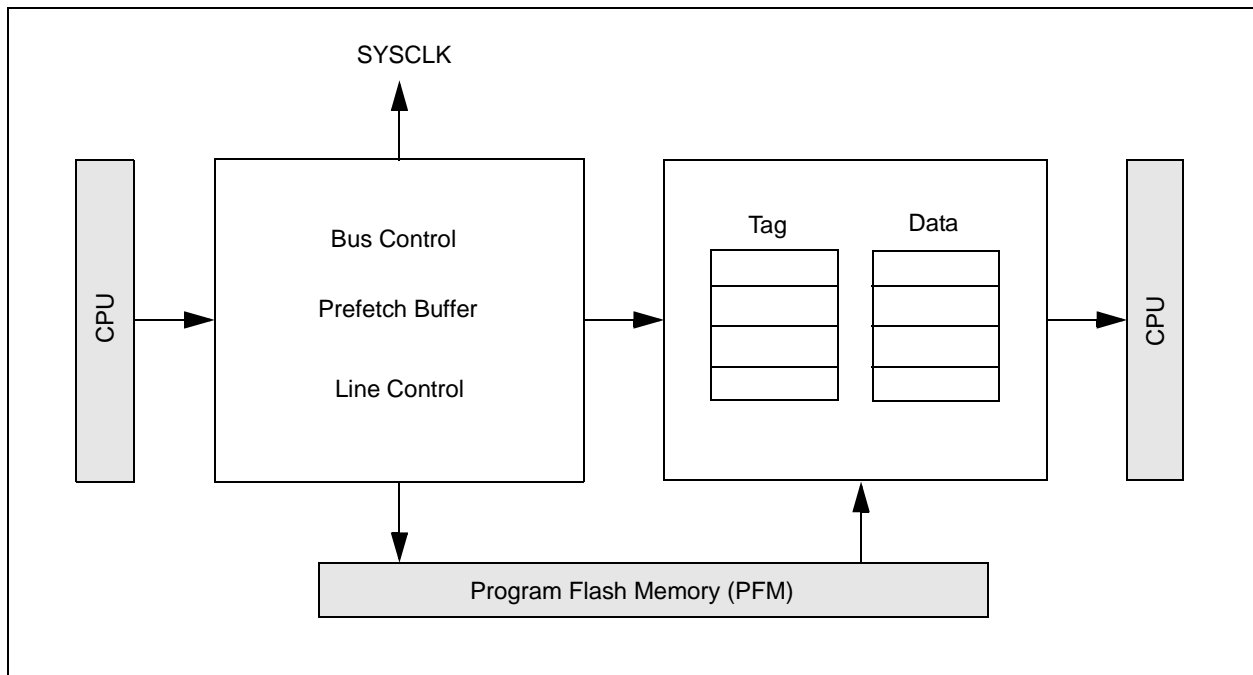 SYSCLK
CPU
Bus Control
Prefetch Buffer
Line Control
Tag
Data
CPU
Program Flash Memory (PFM)